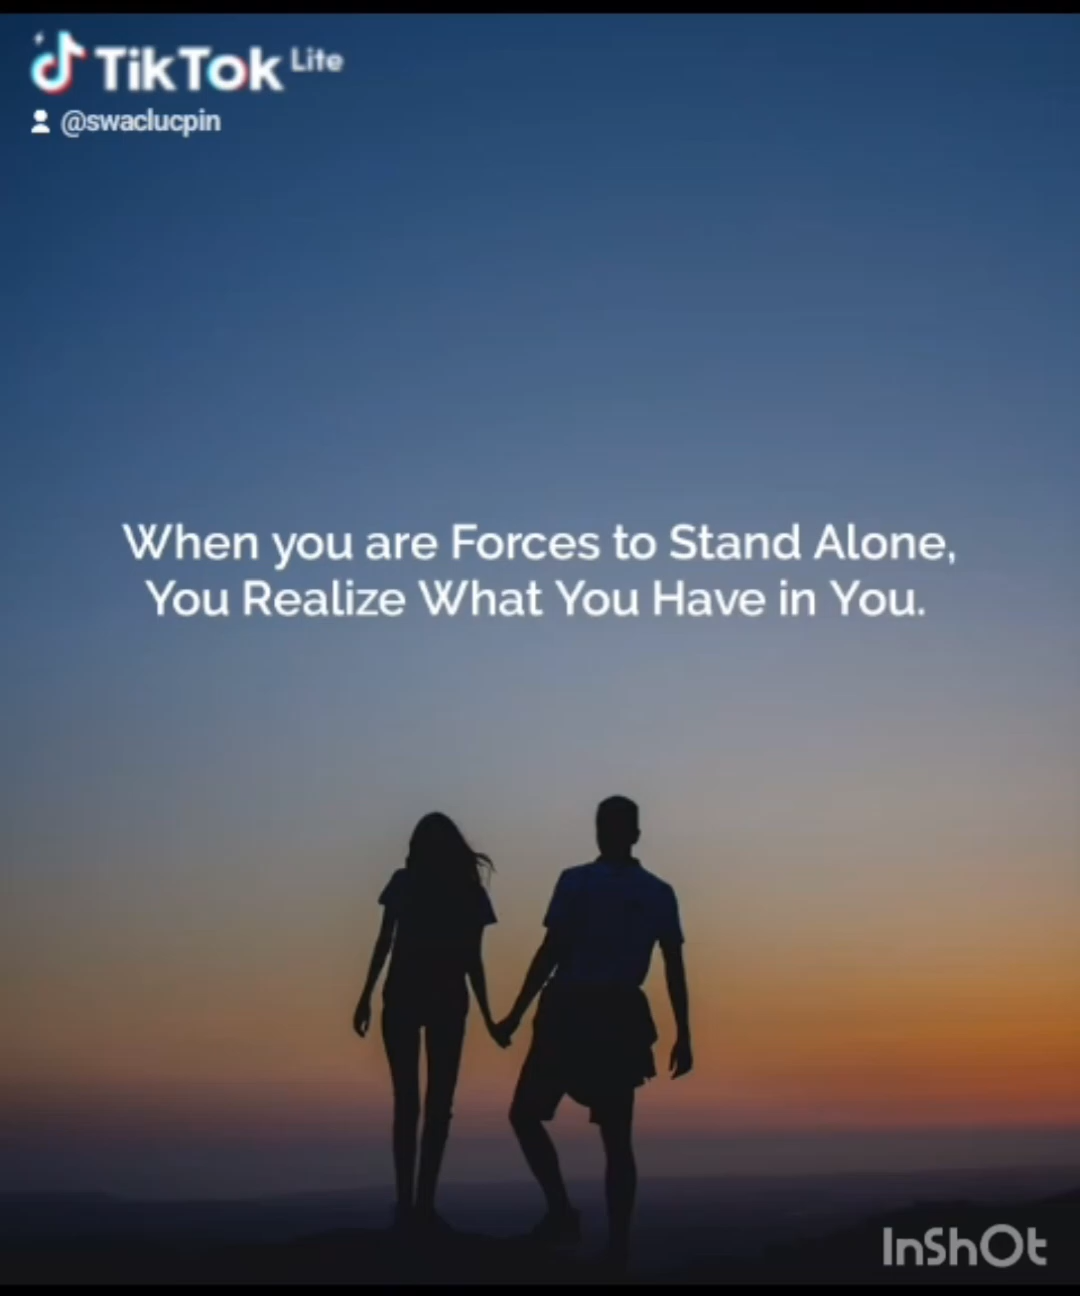 TikTok Lite
@swaclucpin
When you are Forces to Stand Alone,
You Realize What You Have in You.
InShOt